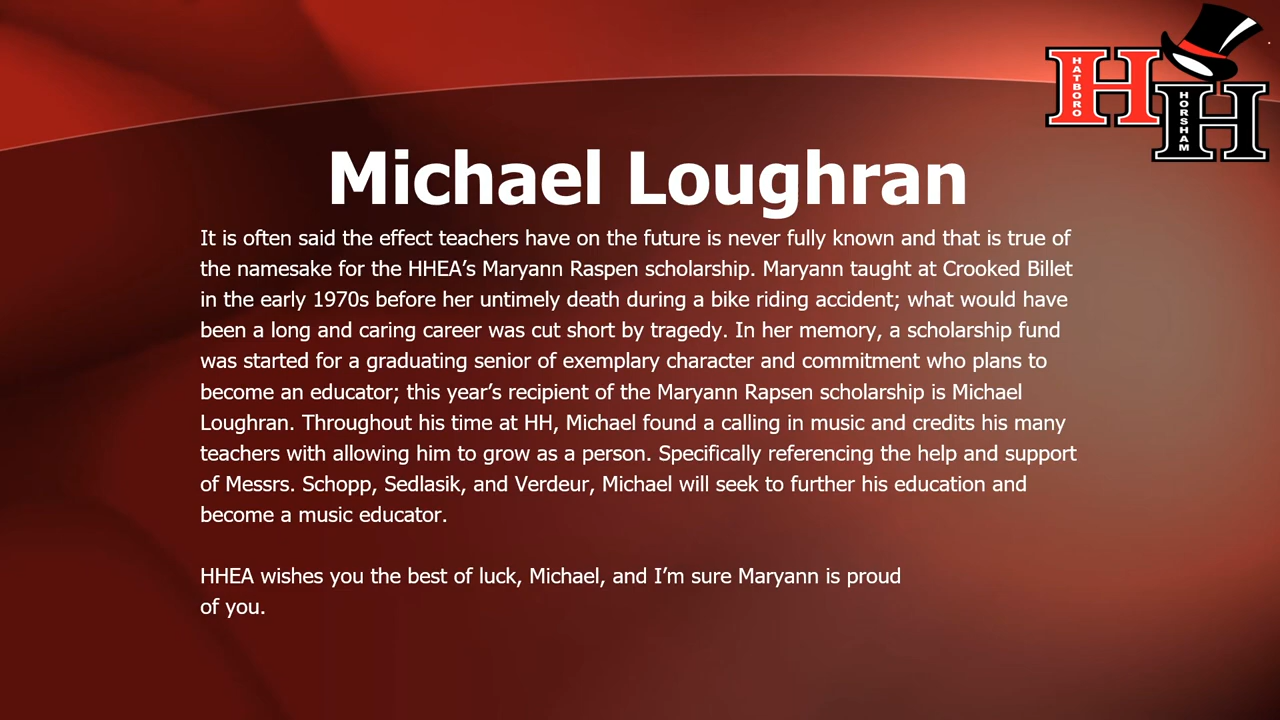 HATBORO
HORSHAM
Michael Loughran
It is often said the effect teachers have on the future is never fully known and that is true of
the namesake for the HHEA’s Maryann Raspen scholarship. Maryann taught at Crooked Billet
in the early 1970s before her untimely death during a bike riding accident; what would have
been a long and caring career was cut short by tragedy. In her memory, a scholarship fund
was started for a graduating senior of exemplary character and commitment who plans to
become an educator; this year’s recipient of the Maryann Rapsen scholarship is Michael
Loughran. Throughout his time at HH, Michael found a calling in music and credits his many
teachers with allowing him to grow as a person. Specifically referencing the help and support
of Messrs. Schopp, Sedlasik, and Verdeur, Michael will seek to further his education and
become a music educator.
HHEA wishes you the best of luck, Michael, and I’m sure Maryann is proud
of you.